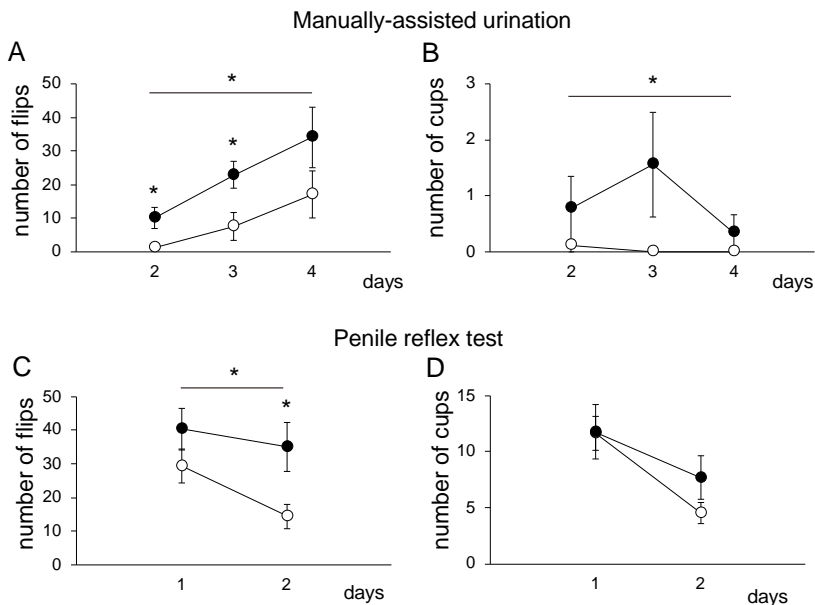 Manually-assisted urination
A
B
number of flips
50
40
30
20
10
0
*
*
*
2 3 4
days
number of cups
3
2
1
0
*
2 3 4
days
Penile reflex test
C
D
number of flips
50
40
30
20
10
0
*
*
1 2
days
number of cups
15
10
5
0
1 2
days